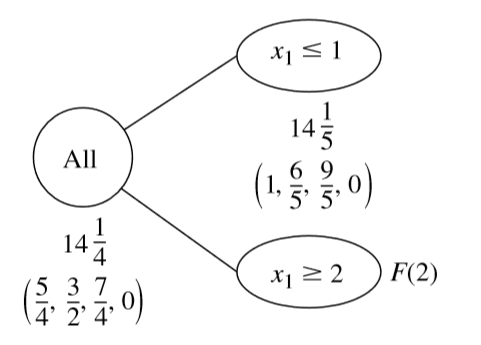 x₁ ≤ 1
14 1/5
(1, 6/5, 9/5, 0)
All
14 1/4
(5/4, 3/2, 7/4, 0)
x₁ ≥ 2 F(2)